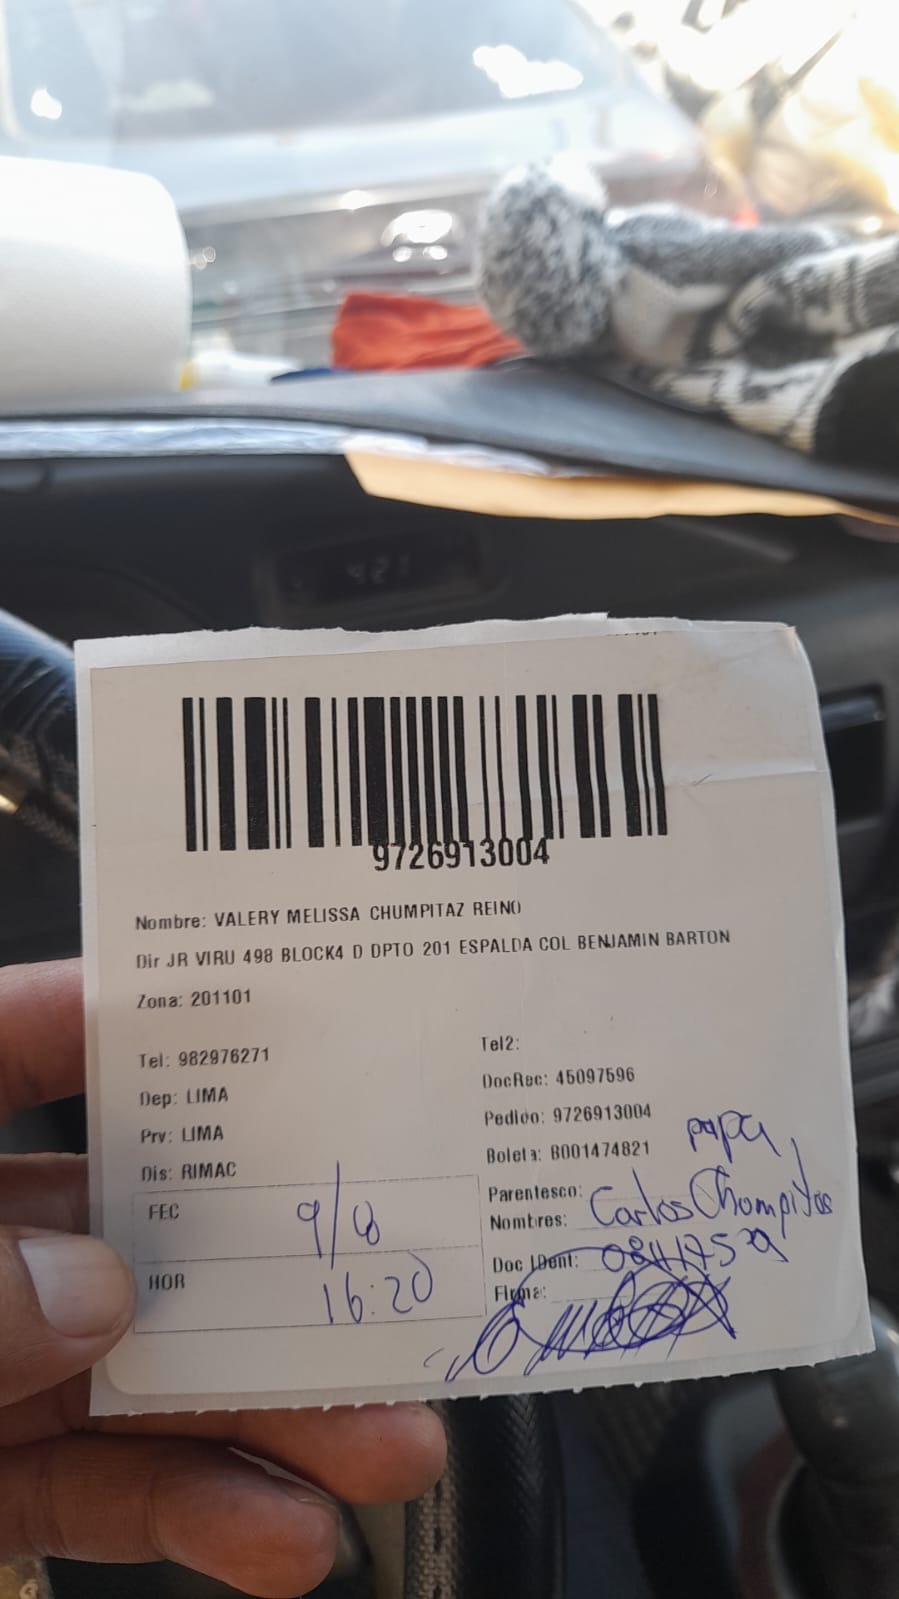 9726913004
Nombre: VALERY MELISSA CHUMPITAZ REINO
Dir JR VIRU 498 BLOCK4 D DPTO 201 ESPALDA COL BENJAMIN BARTON
Zona: 201101
Tel: 982976271
Dep: LIMA
Prv: LIMA
Dis: RIMAC
FEC 9/8
HOR 16:20
Tel2:
DocRec: 45097596
Pedido: 9726913004
Boleta: B001474821
Parentesco: papa
Nombres: Carlos Chumpitas
Doc IDent:
Firma:
4:21